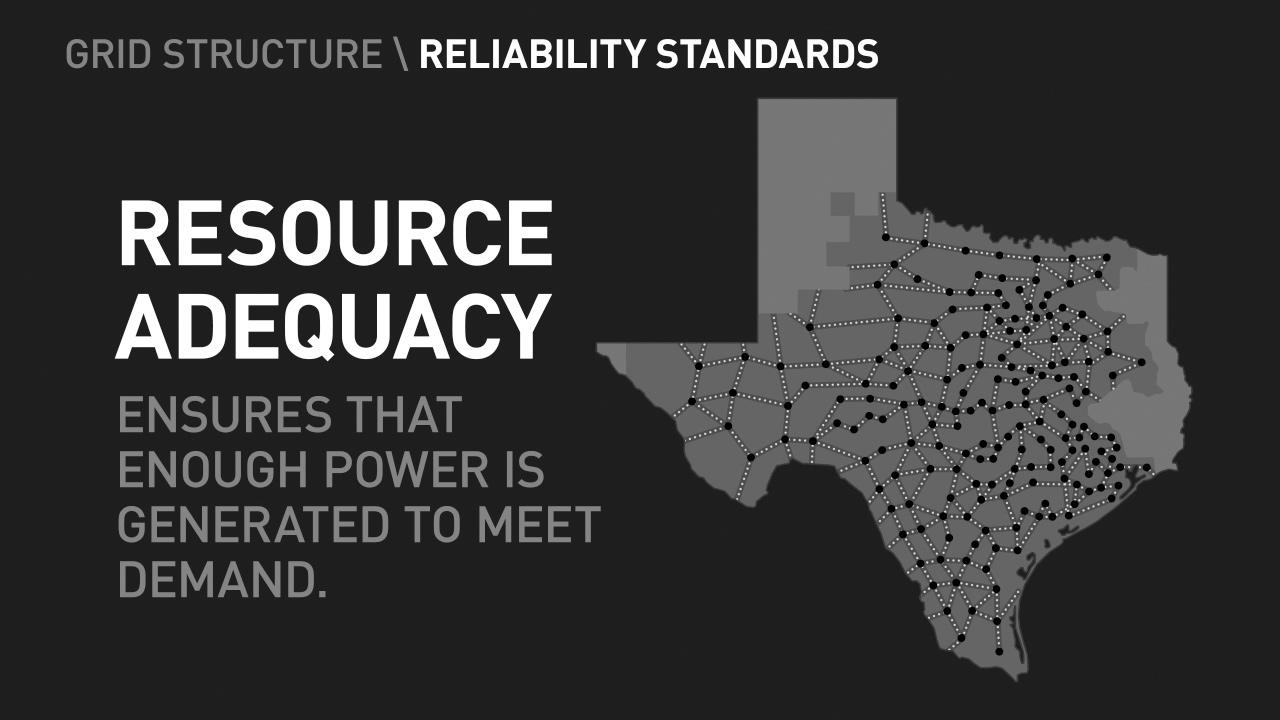 GRID STRUCTURE \ RELIABILITY STANDARDS
RESOURCE
ADEQUACY
ENSURES THAT
ENOUGH POWER IS
GENERATED TO MEET
DEMAND.